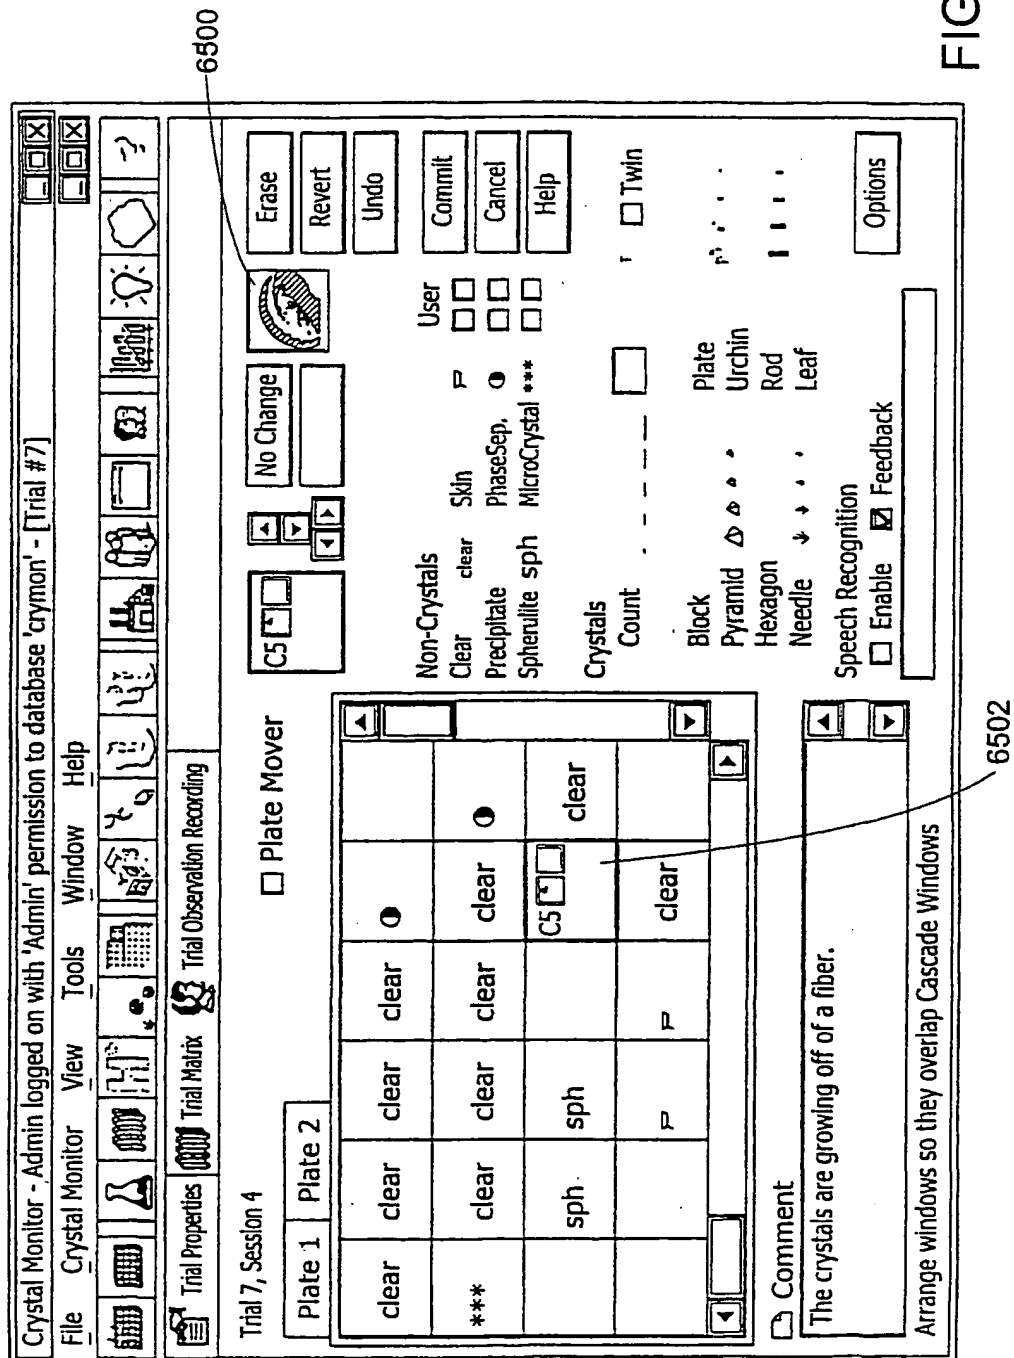 Crystal Monitor - Admin logged on with 'Admin' permission to database 'crymon' - [Trial #7]
File Crystal Monitor View Tools Window Help
?
Trial Properties Trial Matrix Trial Observation Recording
Trial 7, Session 4
Plate Mover
Plate 1 Plate 2
clear clear clear clear
*** clear clear clear clear
sph sph C5 clear
clear
Comment
The crystals are growing off of a fiber.
Arrange windows so they overlap Cascade Windows
C5
No Change
Erase
Revert
Undo
Commit
Cancel
Help
Non-Crystals User
Clear clear Skin
Precipitate PhaseSep.
Spherulite sph MicroCrystal ***
Crystals
Count Twin
Block Plate
Pyramid Urchin
Hexagon Rod
Needle Leaf
Speech Recognition
Enable Feedback
Options
6500
6502
FIG